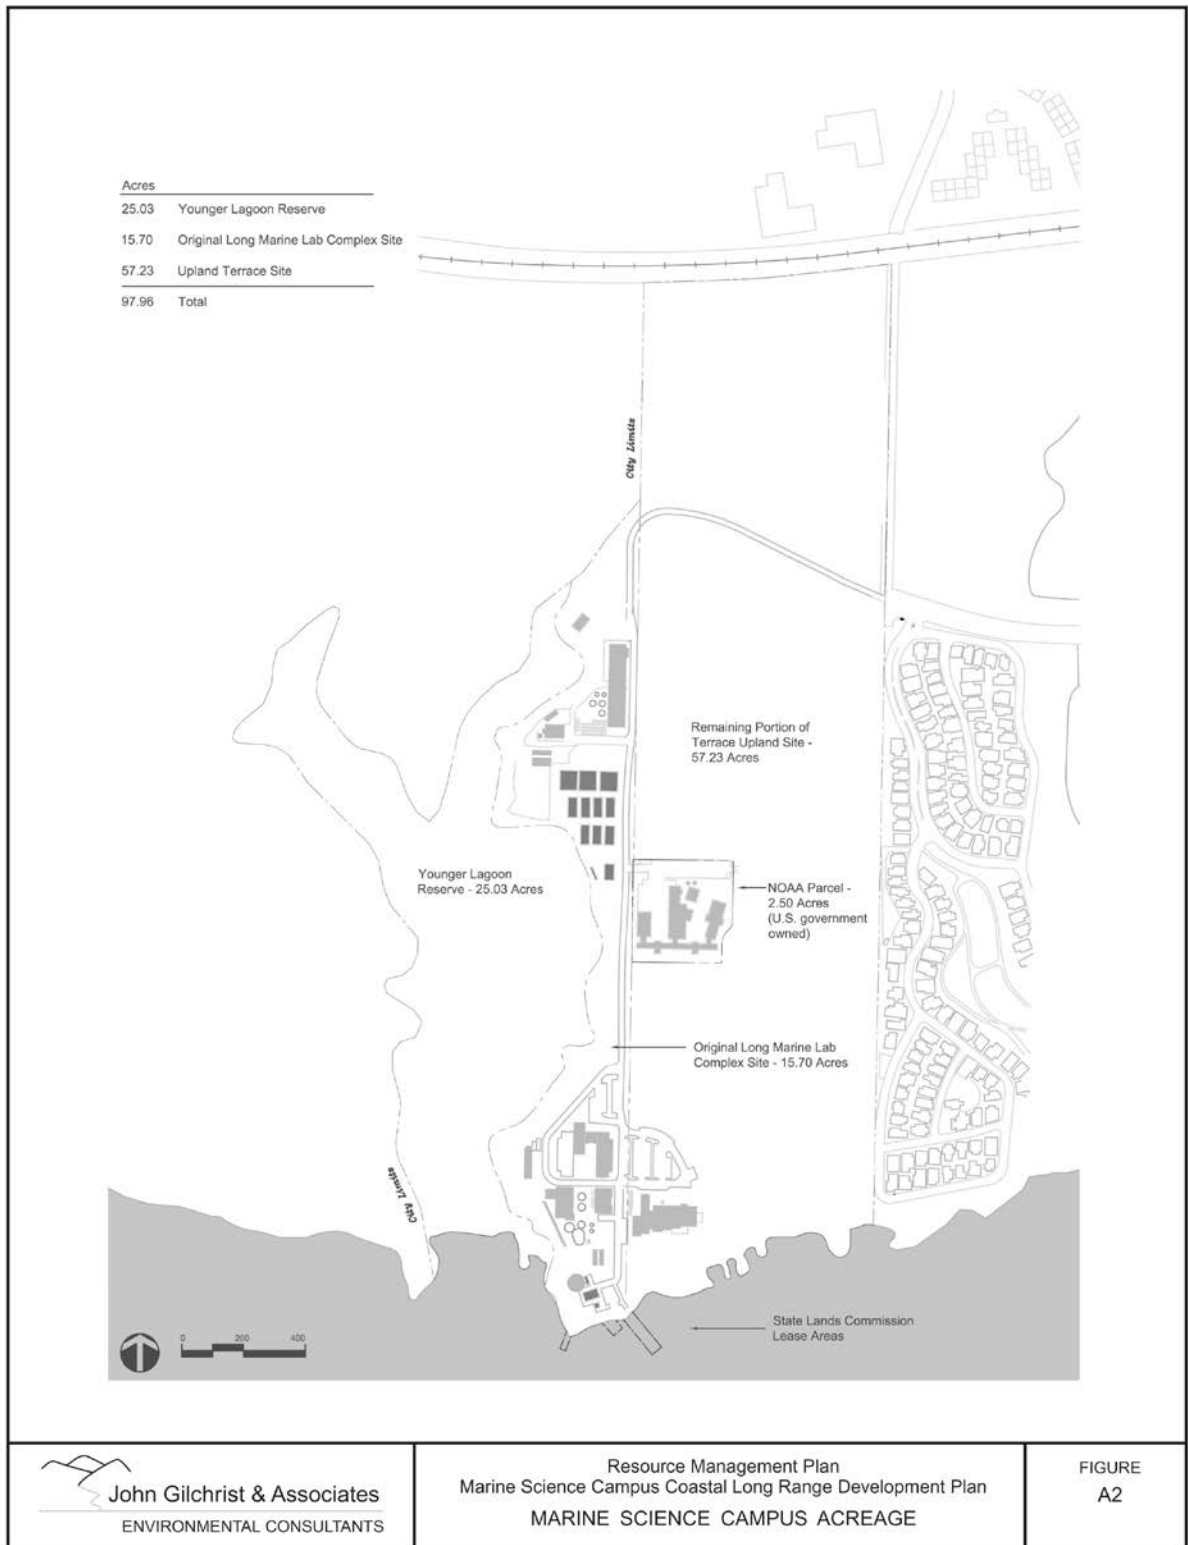 Acres
25.03 Younger Lagoon Reserve
15.70 Original Long Marine Lab Complex Site
57.23 Upland Terrace Site
97.96 Total
City Limits
Remaining Portion of
Terrace Upland Site -
57.23 Acres
Younger Lagoon
Reserve - 25.03 Acres
NOAA Parcel -
2.50 Acres
(U.S. government
owned)
Original Long Marine Lab
Complex Site - 15.70 Acres
City Limits
State Lands Commission
Lease Areas
0 200 400
John Gilchrist & Associates
ENVIRONMENTAL CONSULTANTS
Resource Management Plan
Marine Science Campus Coastal Long Range Development Plan
MARINE SCIENCE CAMPUS ACREAGE
FIGURE
A2